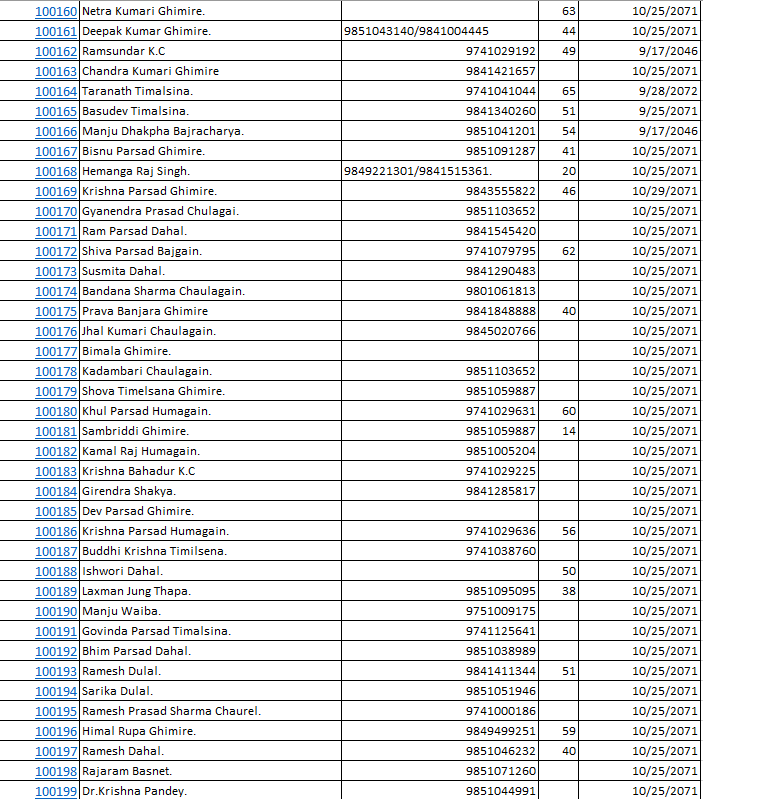 100160 Netra Kumari Ghimire. 63 10/25/2071
100161 Deepak Kumar Ghimire. 9851043140/9841004445 44 10/25/2071
100162 Ramsundar K.C 9741029192 49 9/17/2046
100163 Chandra Kumari Ghimire 9841421657 10/25/2071
100164 Taranath Timalsina. 9741041044 65 9/28/2072
100165 Basudev Timalsina. 9841340260 51 9/25/2071
100166 Manju Dhakpha Bajracharya. 9851041201 54 9/17/2046
100167 Bisnu Parsad Ghimire. 9851091287 41 10/25/2071
100168 Hemanga Raj Singh. 9849221301/9841515361. 20 10/25/2071
100169 Krishna Parsad Ghimire. 9843555822 46 10/29/2071
100170 Gyanendra Prasad Chulagai. 9851103652 10/25/2071
100171 Ram Parsad Dahal. 9841545420 10/25/2071
100172 Shiva Parsad Bajgain. 9741079795 62 10/25/2071
100173 Susmita Dahal. 9841290483 10/25/2071
100174 Bandana Sharma Chaulagain. 9801061813 10/25/2071
100175 Prava Banjara Ghimire 9841848888 40 10/25/2071
100176 Jhal Kumari Chaulagain. 9845020766 10/25/2071
100177 Bimala Ghimire. 10/25/2071
100178 Kadambari Chaulagain. 9851103652 10/25/2071
100179 Shova Timelsana Ghimire. 9851059887 10/25/2071
100180 Khul Parsad Humagain. 9741029631 60 10/25/2071
100181 Sambriddi Ghimire. 9851059887 14 10/25/2071
100182 Kamal Raj Humagain. 9851005204 10/25/2071
100183 Krishna Bahadur K.C 9741029225 10/25/2071
100184 Girendra Shakya. 9841285817 10/25/2071
100185 Dev Parsad Ghimire. 10/25/2071
100186 Krishna Parsad Humagain. 9741029636 56 10/25/2071
100187 Buddhi Krishna Timilsena. 9741038760 10/25/2071
100188 Ishwori Dahal. 50 10/25/2071
100189 Laxman Jung Thapa. 9851095095 38 10/25/2071
100190 Manju Waiba. 9751009175 10/25/2071
100191 Govinda Parsad Timalsina. 9741125641 10/25/2071
100192 Bhim Parsad Dahal. 9851038989 10/25/2071
100193 Ramesh Dulal. 9841411344 51 10/25/2071
100194 Sarika Dulal. 9851051946 10/25/2071
100195 Ramesh Prasad Sharma Chaurel. 9741000186 10/25/2071
100196 Himal Rupa Ghimire. 9849499251 59 10/25/2071
100197 Ramesh Dahal. 9851046232 40 10/25/2071
100198 Rajaram Basnet. 9851071260 10/25/2071
100199 Dr.Krishna Pandey. 9851044991 10/25/2071